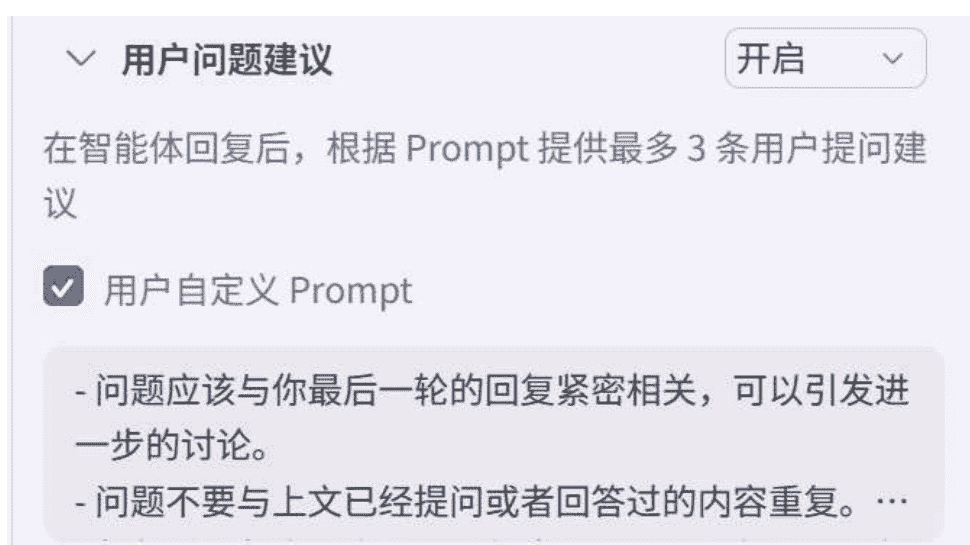 用户问题建议
开启
在智能体回复后，根据 Prompt 提供最多 3 条用户提问建
议
用户自定义 Prompt
- 问题应该与你最后一轮的回复紧密相关，可以引发进
一步的讨论。
- 问题不要与上文已经提问或者回答过的内容重复。…